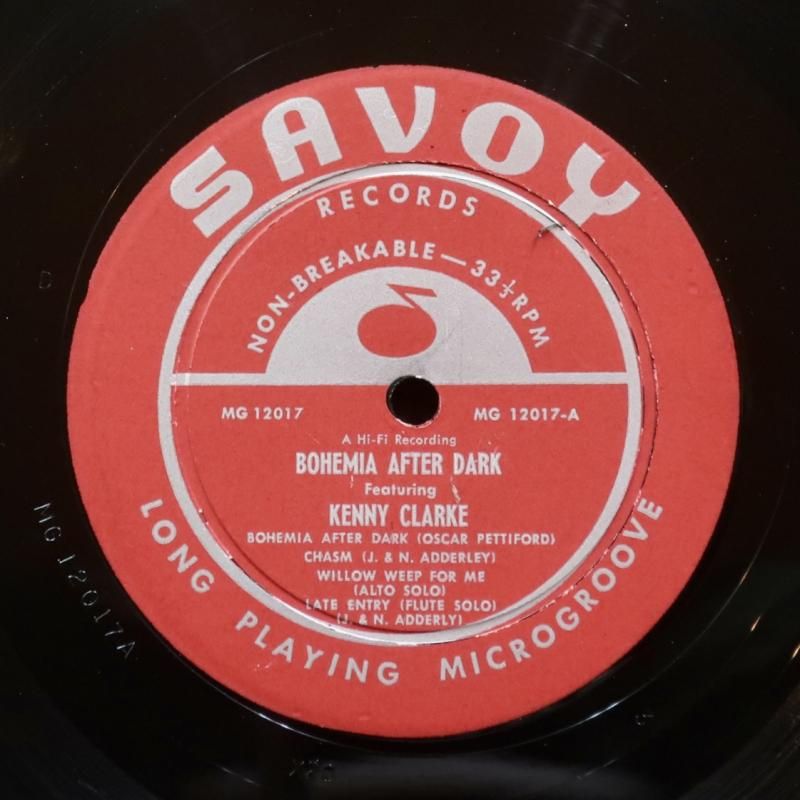 SAVOY
RECORDS
NON-BREAKABLE — 33⅓ RPM
MG 12017 MG 12017-A
A Hi-Fi Recording
BOHEMIA AFTER DARK
Featuring
KENNY CLARKE
BOHEMIA AFTER DARK (OSCAR PETTIFORD)
CHASM (J. & N. ADDERLEY)
WILLOW WEEP FOR ME
(ALTO SOLO)
LATE ENTRY (FLUTE SOLO)
(J. & N. ADDERLY)
LONG PLAYING MICROGROOVE
MG 12017A
D